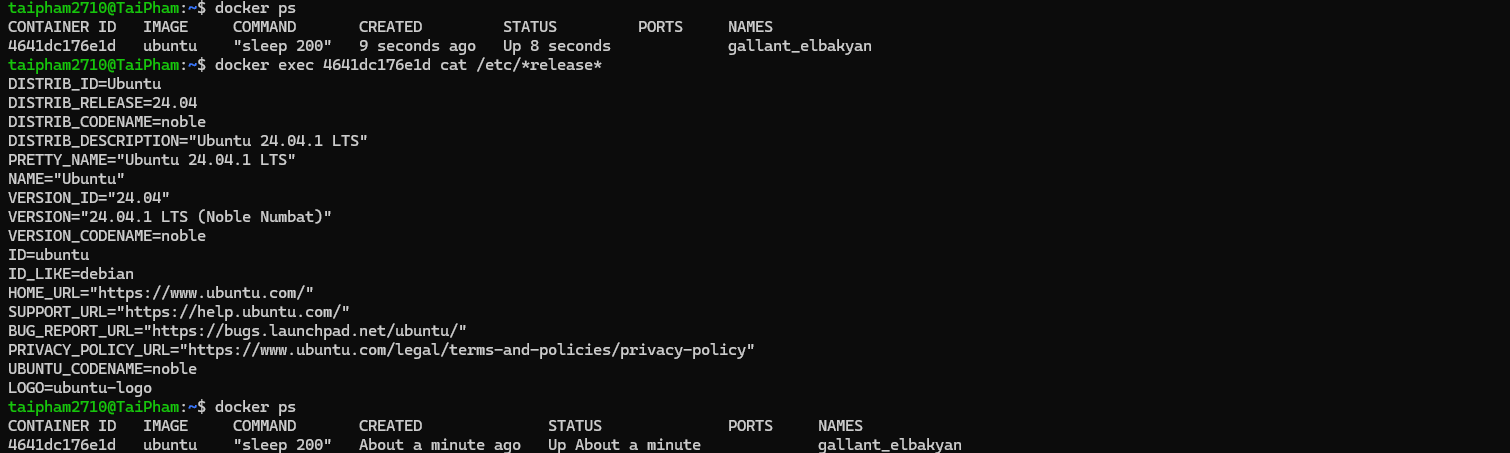 taipham2710@TaiPham:~$ docker ps
CONTAINER ID   IMAGE     COMMAND       CREATED         STATUS         PORTS     NAMES
4641dc176e1d   ubuntu    "sleep 200"   9 seconds ago   Up 8 seconds             gallant_elbakyan
taipham2710@TaiPham:~$ docker exec 4641dc176e1d cat /etc/*release*
DISTRIB_ID=Ubuntu
DISTRIB_RELEASE=24.04
DISTRIB_CODENAME=noble
DISTRIB_DESCRIPTION="Ubuntu 24.04.1 LTS"
PRETTY_NAME="Ubuntu 24.04.1 LTS"
NAME="Ubuntu"
VERSION_ID="24.04"
VERSION="24.04.1 LTS (Noble Numbat)"
VERSION_CODENAME=noble
ID=ubuntu
ID_LIKE=debian
HOME_URL="https://www.ubuntu.com/"
SUPPORT_URL="https://help.ubuntu.com/"
BUG_REPORT_URL="https://bugs.launchpad.net/ubuntu/"
PRIVACY_POLICY_URL="https://www.ubuntu.com/legal/terms-and-policies/privacy-policy"
UBUNTU_CODENAME=noble
LOGO=ubuntu-logo
taipham2710@TaiPham:~$ docker ps
CONTAINER ID   IMAGE     COMMAND       CREATED              STATUS              PORTS     NAMES
4641dc176e1d   ubuntu    "sleep 200"   About a minute ago   Up About a minute             gallant_elbakyan